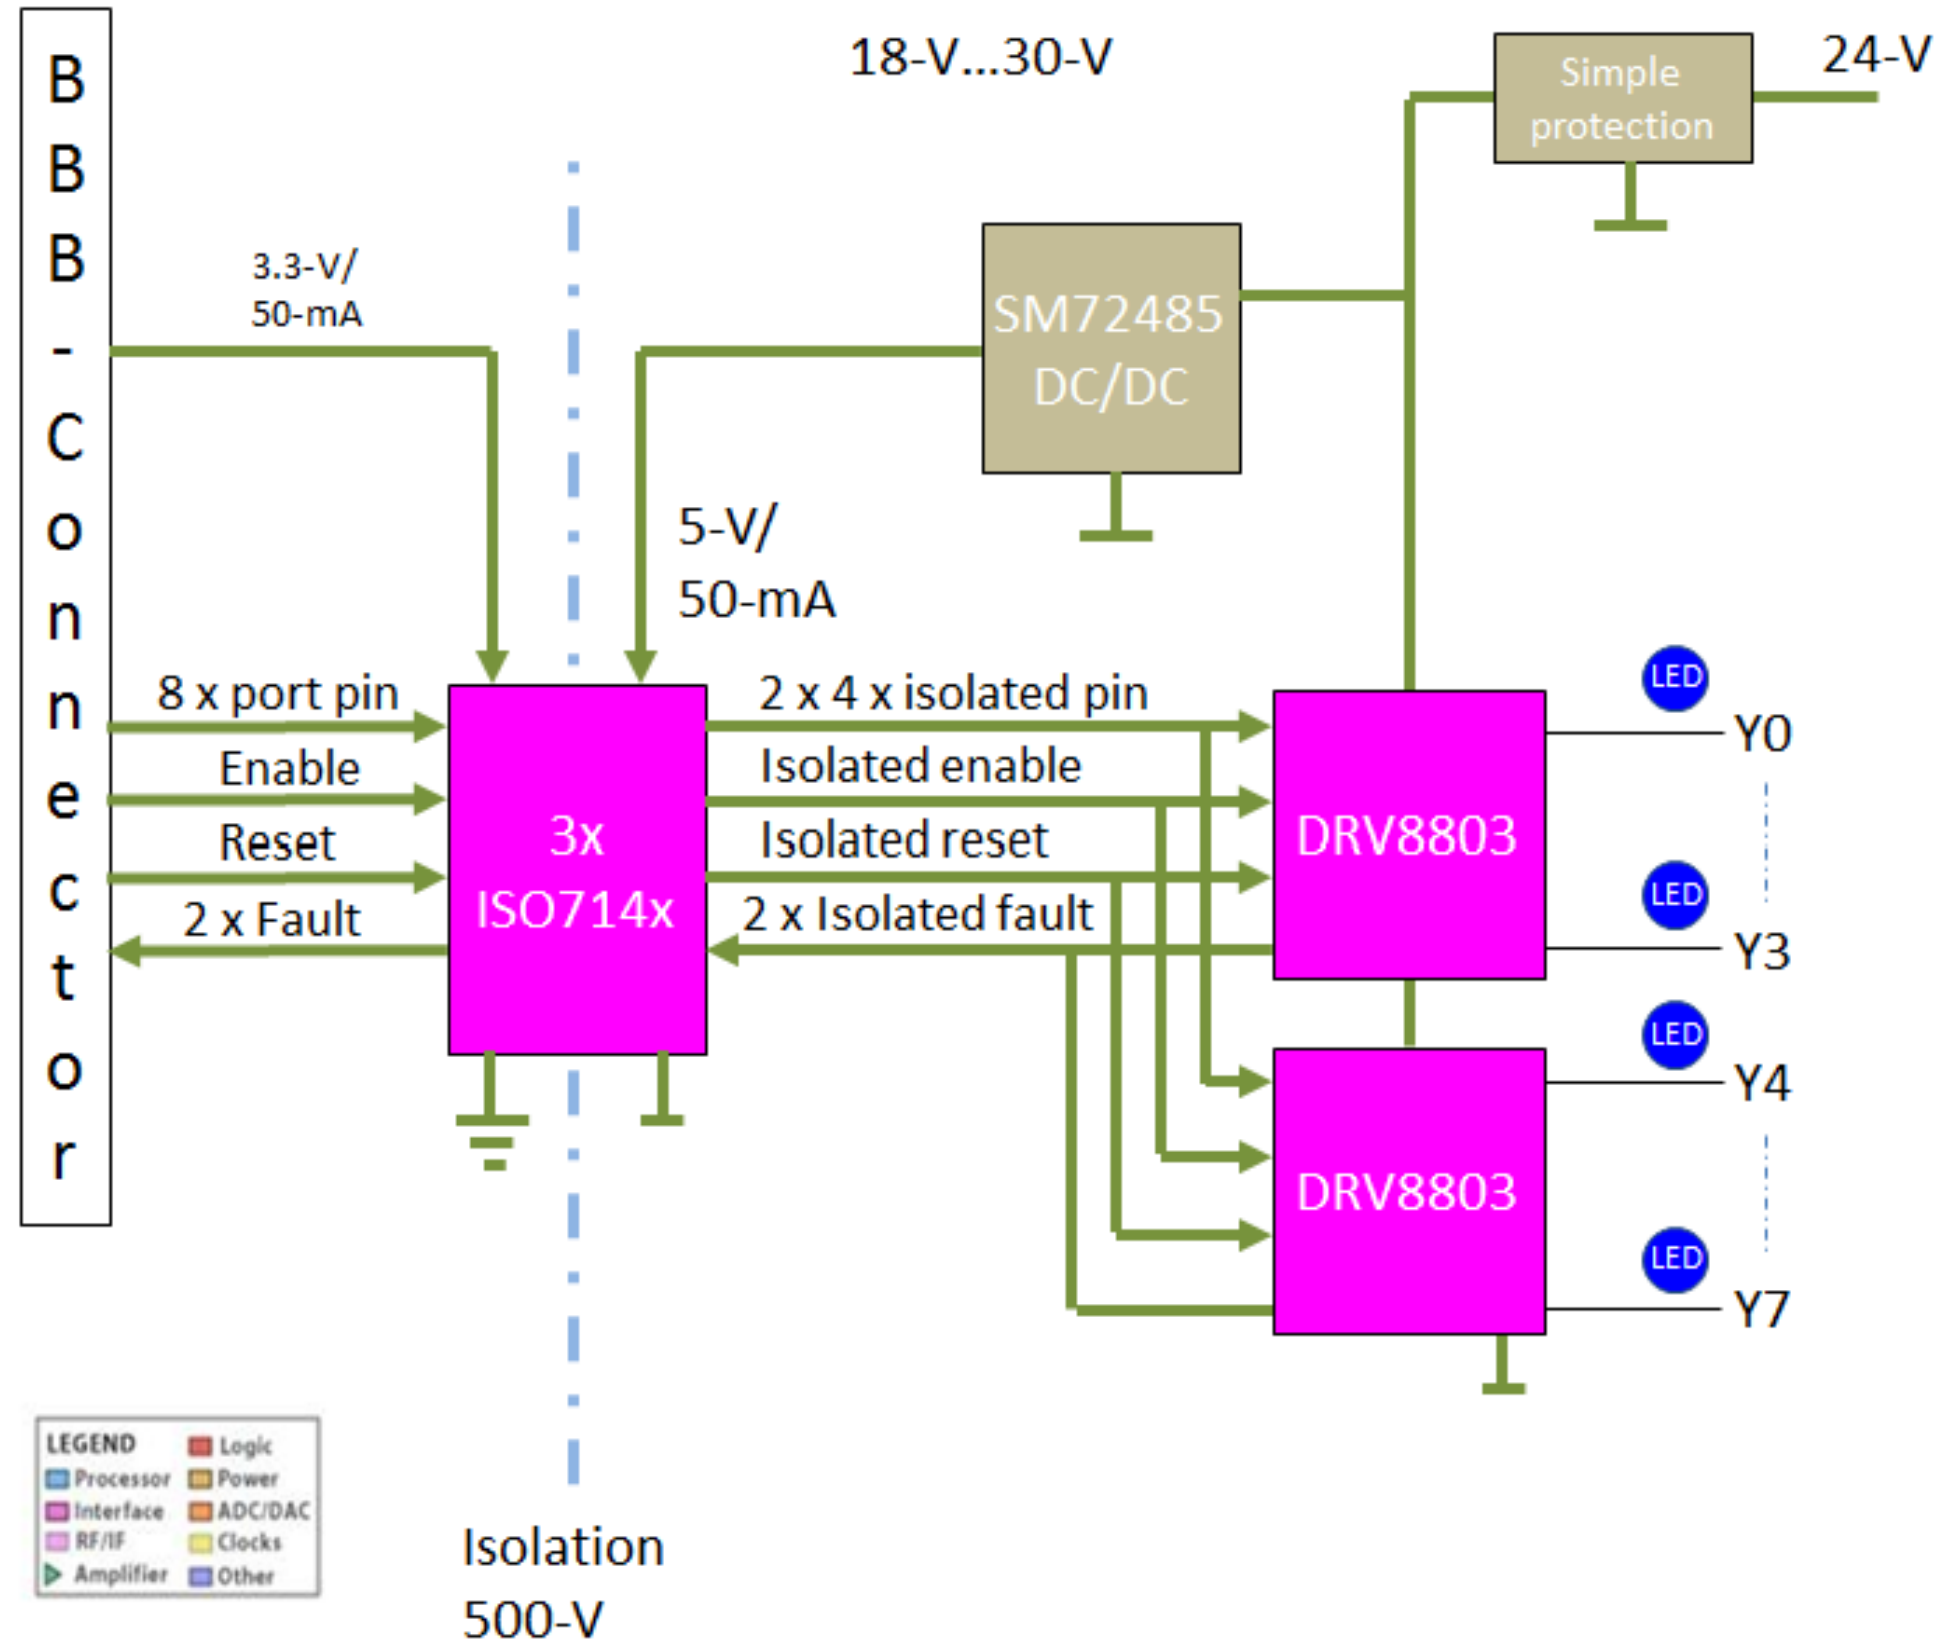 BBB-Connector
18-V...30-V
24-V
Simple
protection
3.3-V/
50-mA
SM72485
DC/DC
5-V/
50-mA
8 x port pin
Enable
Reset
2 x Fault
3x
ISO714x
2 x 4 x isolated pin
Isolated enable
Isolated reset
2 x Isolated fault
DRV8803
LED
Y0
LED
Y3
DRV8803
LED
Y4
LED
Y7
LEGEND
Processor
Interface
RF/IF
Amplifier
Logic
Power
ADC/DAC
Clocks
Other
Isolation
500-V